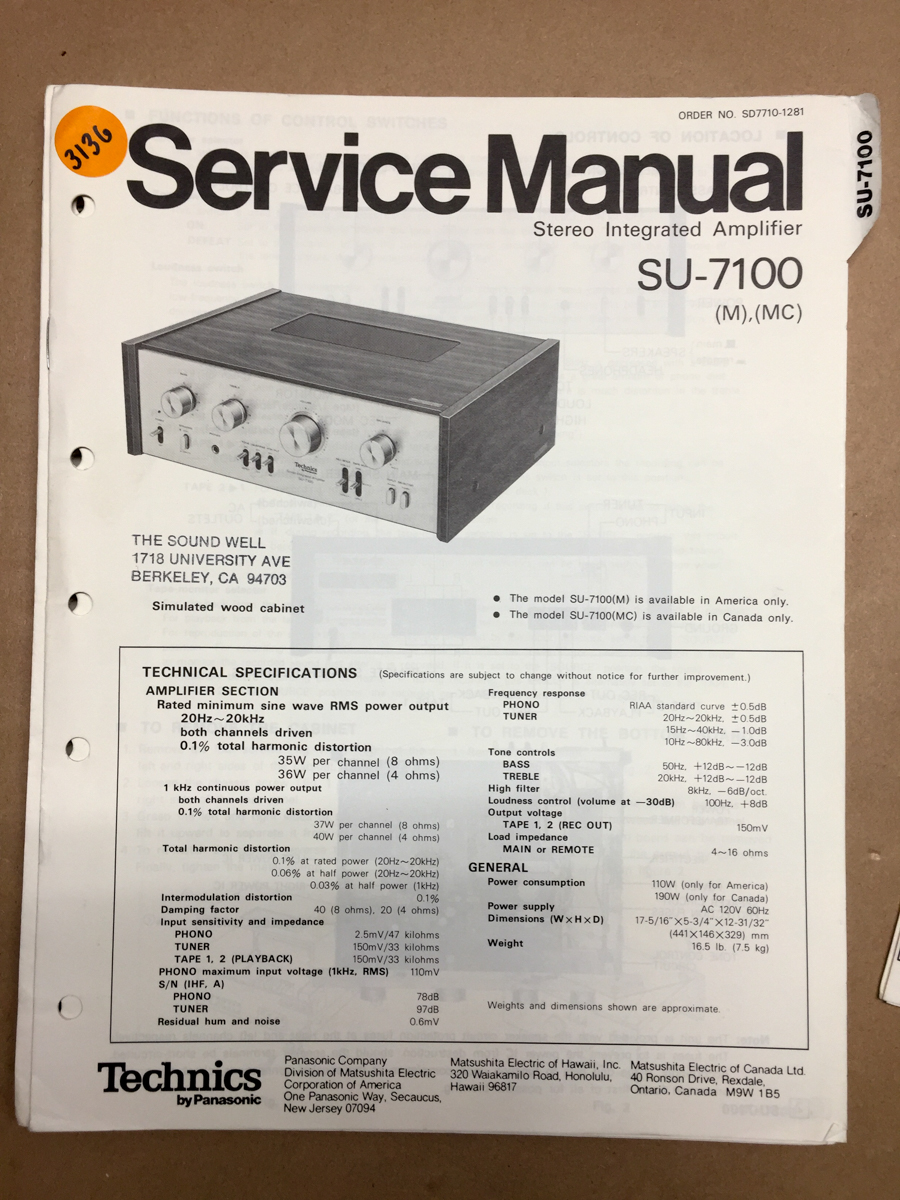 ORDER NO. SD7710-1281
3136
Service Manual
SU-7100
Stereo Integrated Amplifier
SU-7100
(M),(MC)
Technics
THE SOUND WELL
1718 UNIVERSITY AVE
BERKELEY, CA 94703
Simulated wood cabinet
● The model SU-7100(M) is available in America only.
● The model SU-7100(MC) is available in Canada only.
TECHNICAL SPECIFICATIONS (Specifications are subject to change without notice for further improvement.)
AMPLIFIER SECTION
Rated minimum sine wave RMS power output
20Hz~20kHz
both channels driven
0.1% total harmonic distortion
35W per channel (8 ohms)
36W per channel (4 ohms)
1 kHz continuous power output
both channels driven
0.1% total harmonic distortion
37W per channel (8 ohms)
40W per channel (4 ohms)
Total harmonic distortion
0.1% at rated power (20Hz~20kHz)
0.06% at half power (20Hz~20kHz)
0.03% at half power (1kHz)
Intermodulation distortion 0.1%
Damping factor 40 (8 ohms), 20 (4 ohms)
Input sensitivity and impedance
PHONO 2.5mV/47 kilohms
TUNER 150mV/33 kilohms
TAPE 1, 2 (PLAYBACK) 150mV/33 kilohms
PHONO maximum input voltage (1kHz, RMS) 110mV
S/N (IHF, A)
PHONO 78dB
TUNER 97dB
Residual hum and noise 0.6mV
Frequency response
PHONO RIAA standard curve ±0.5dB
TUNER 20Hz~20kHz, ±0.5dB
15Hz~40kHz, −1.0dB
10Hz~80kHz, −3.0dB
Tone controls
BASS 50Hz, +12dB~−12dB
TREBLE 20kHz, +12dB~−12dB
High filter 8kHz, −6dB/oct.
Loudness control (volume at −30dB) 100Hz, +8dB
Output voltage
TAPE 1, 2 (REC OUT) 150mV
Load impedance
MAIN or REMOTE 4~16 ohms
GENERAL
Power consumption 110W (only for America)
190W (only for Canada)
Power supply AC 120V 60Hz
Dimensions (W×H×D) 17-5/16"×5-3/4"×12-31/32"
(441×146×329) mm
Weight 16.5 lb. (7.5 kg)
Weights and dimensions shown are approximate.
Technics
by Panasonic
Panasonic Company
Division of Matsushita Electric
Corporation of America
One Panasonic Way, Secaucus,
New Jersey 07094
Matsushita Electric of Hawaii, Inc.
320 Waiakamilo Road, Honolulu,
Hawaii 96817
Matsushita Electric of Canada Ltd.
40 Ronson Drive, Rexdale,
Ontario, Canada M9W 1B5